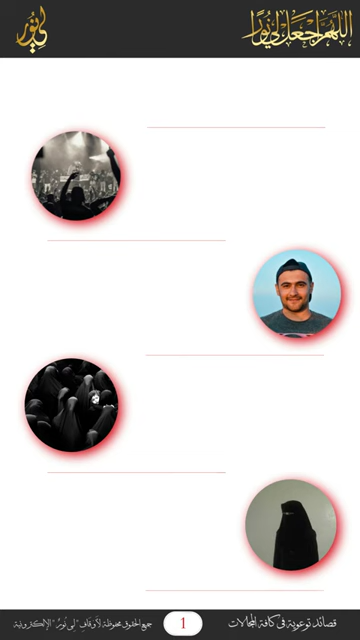 اللهم اجعل لي نورا
لي نور
قصائد توعوية في كافة المجالات
1
جميع الحقوق محفوظة لأوقاف "لي نور" الإلكترونية